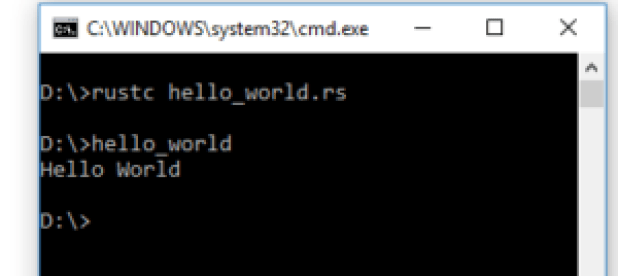 C:\WINDOWS\system32\cmd.exe
D:\>rustc hello_world.rs
D:\>hello_world
Hello World
D:\>